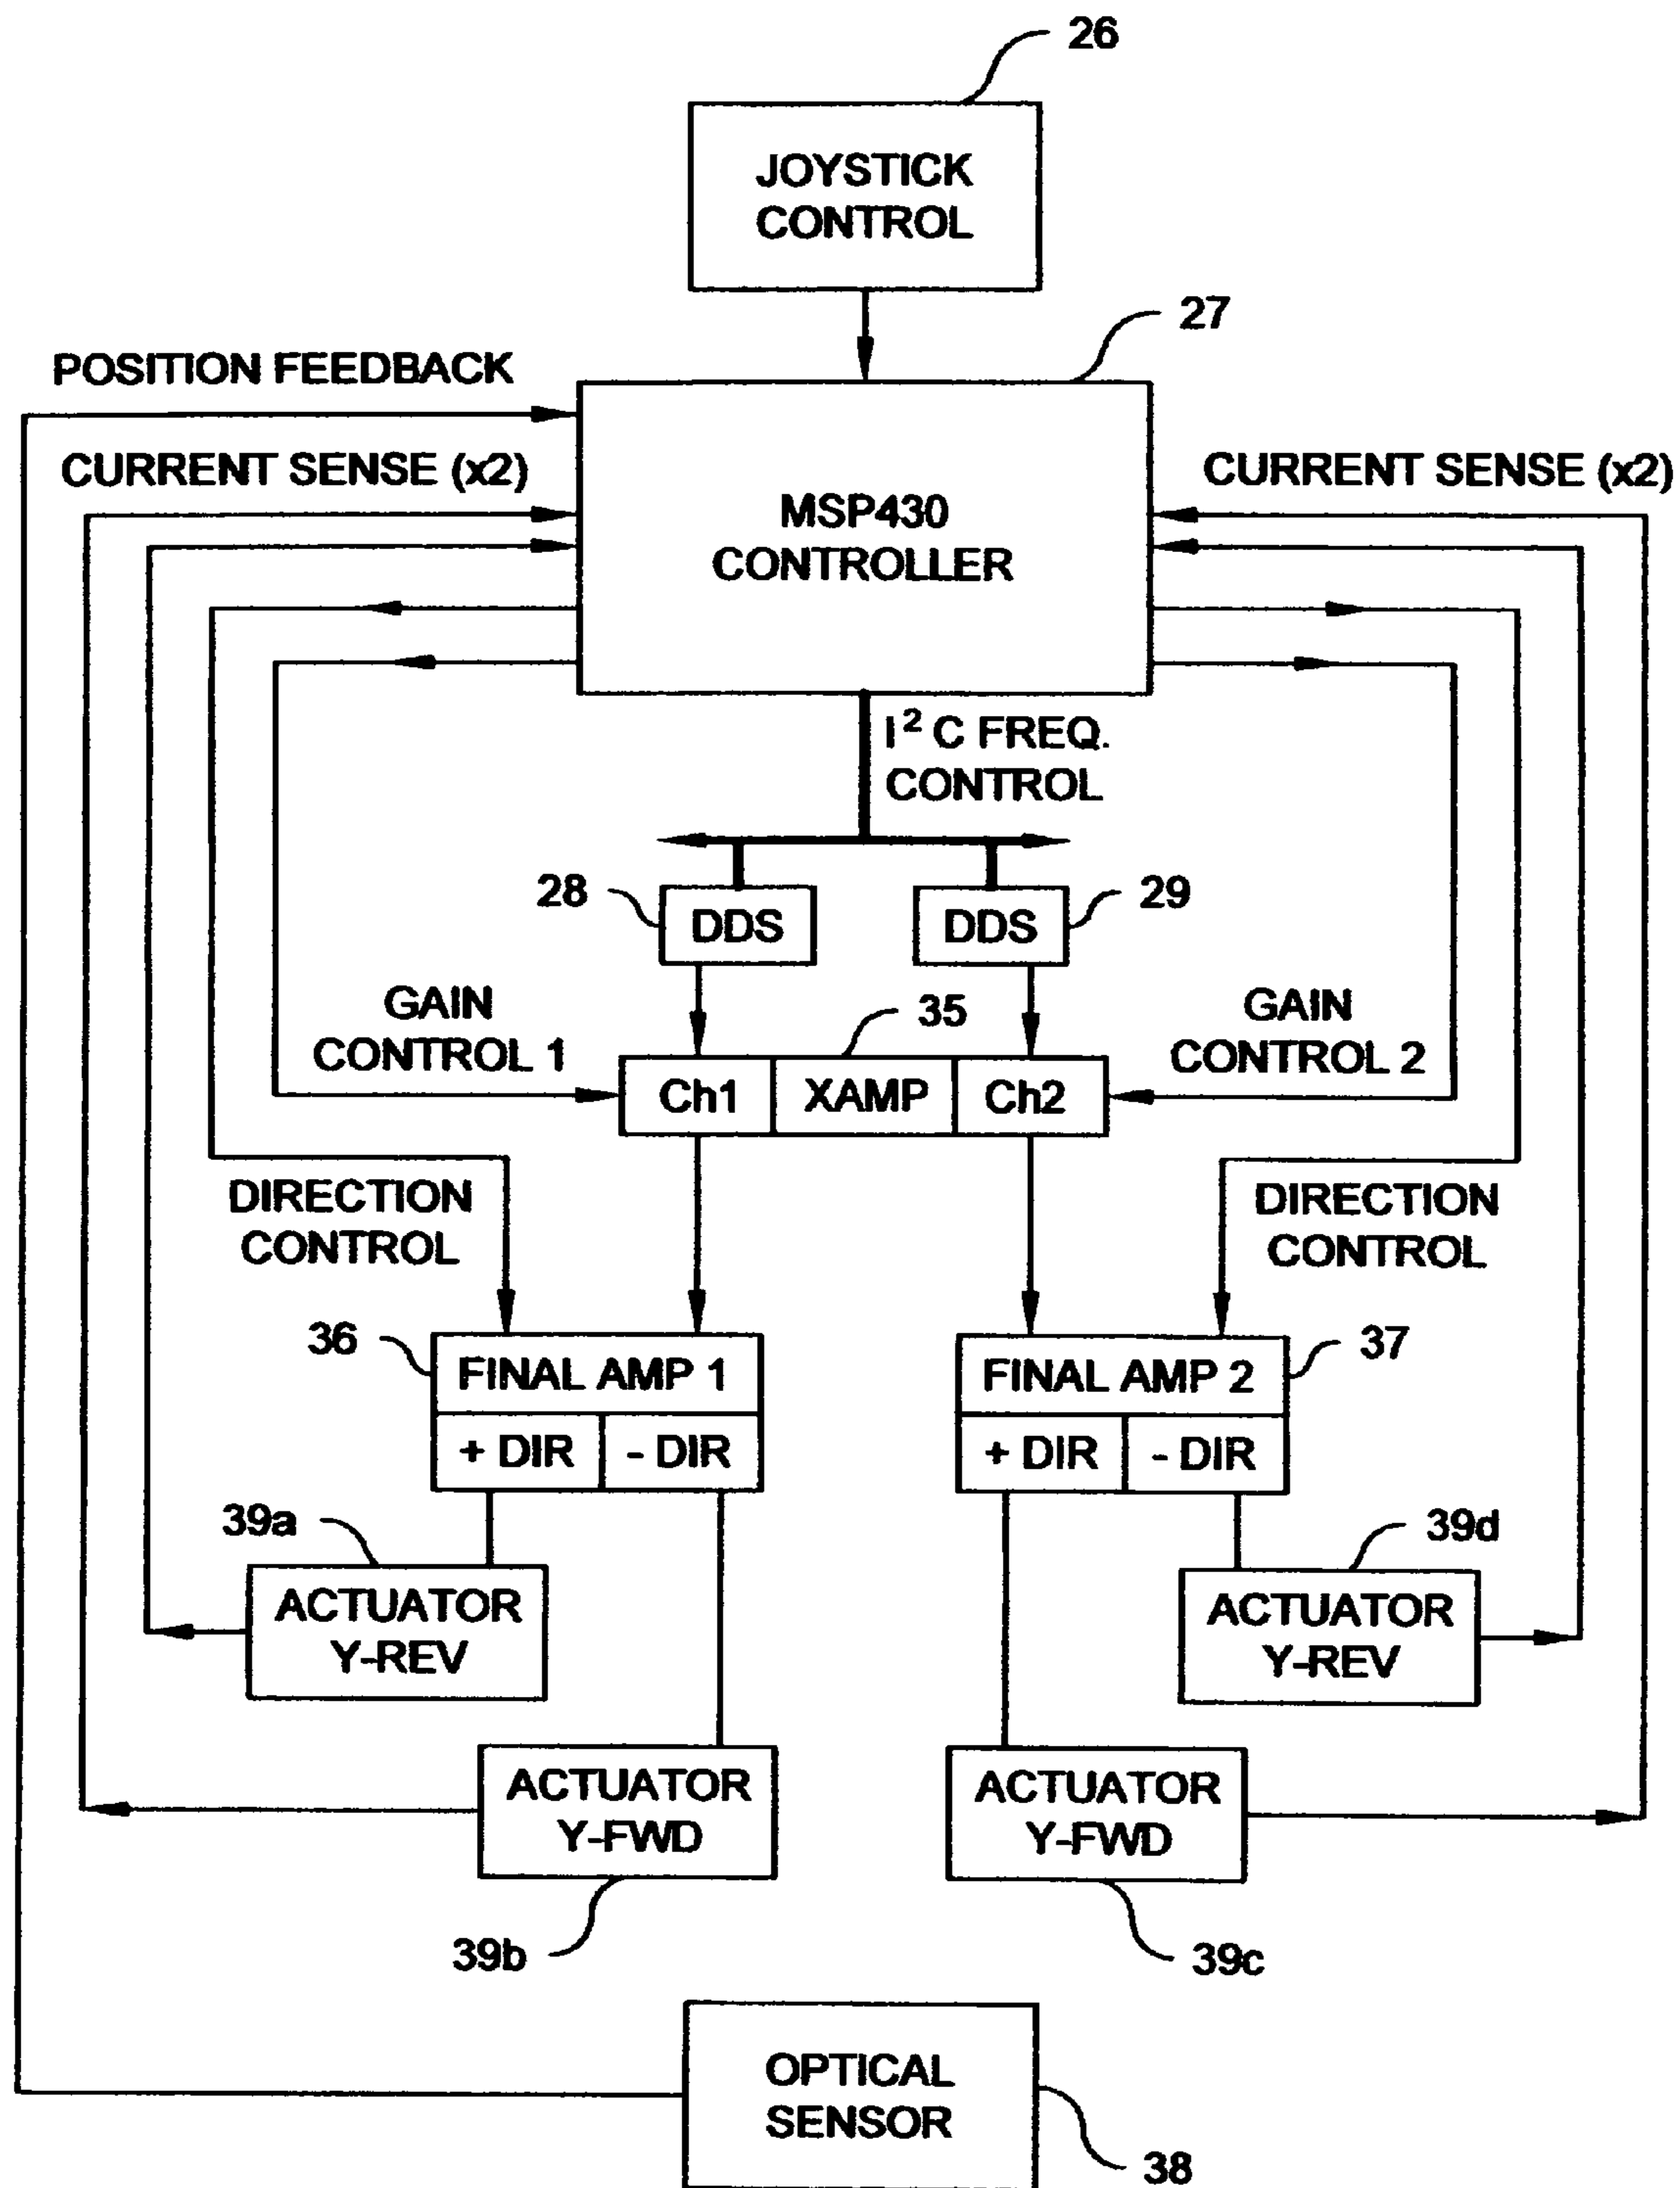 26
JOYSTICK
CONTROL
27
POSITION FEEDBACK
CURRENT SENSE (x2)
CURRENT SENSE (x2)
MSP430
CONTROLLER
I² C FREQ.
CONTROL
28
DDS
DDS
29
GAIN
CONTROL 1
35
GAIN
CONTROL 2
Ch1
XAMP
Ch2
DIRECTION
CONTROL
DIRECTION
CONTROL
36
FINAL AMP 1
FINAL AMP 2
37
+ DIR
- DIR
+ DIR
- DIR
39a
39d
ACTUATOR
Y-REV
ACTUATOR
Y-REV
ACTUATOR
Y-FWD
ACTUATOR
Y-FWD
39b
39c
OPTICAL
SENSOR
38